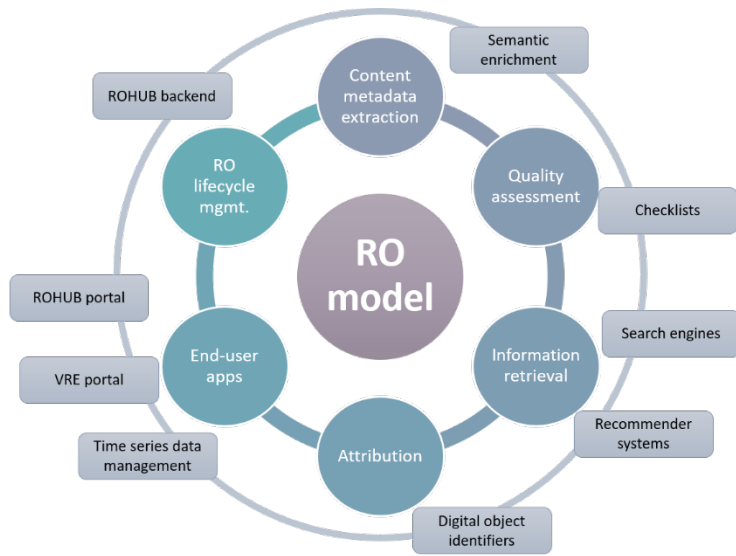 Semantic
enrichment
Content
metadata
extraction
ROHUB backend
RO
lifecycle
mgmt.
Quality
assessment
Checklists
RO
model
ROHUB portal
Search engines
End-user
apps
Information
retrieval
VRE portal
Recommender
systems
Time series data
management
Attribution
Digital object
identifiers